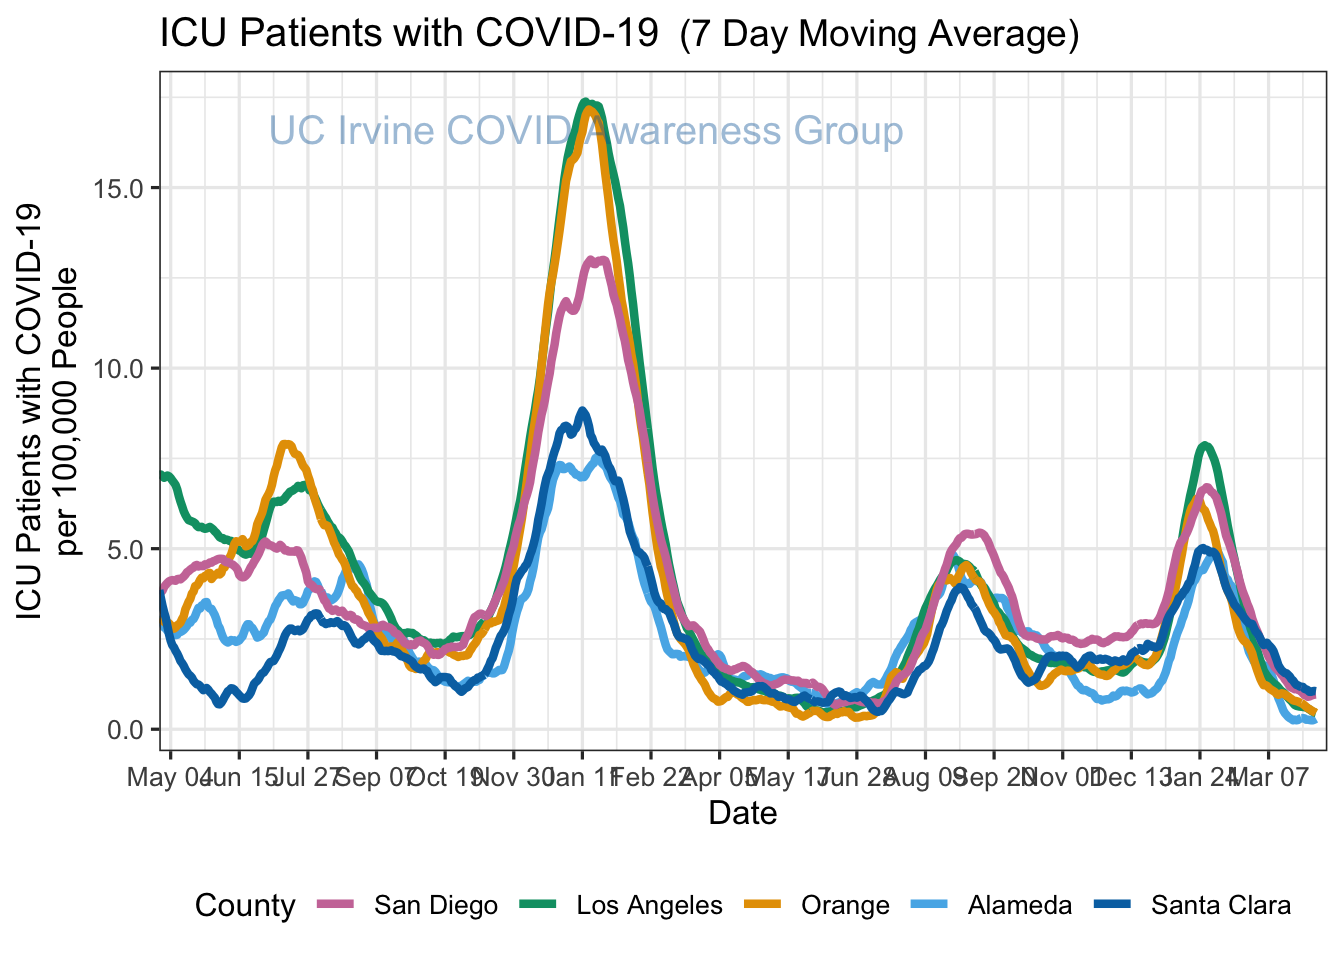 ICU Patients with COVID-19 (7 Day Moving Average)
UC Irvine COVID Awareness Group
ICU Patients with COVID-19
per 100,000 People
15.0
10.0
5.0
0.0
May 04 Jun 15 Jul 27 Sep 07 Oct 19 Nov 30 Jan 11 Feb 22 Apr 05 May 17 Jun 28 Aug 09 Sep 20 Nov 01 Dec 13 Jan 24 Mar 07
Date
County San Diego Los Angeles Orange Alameda Santa Clara